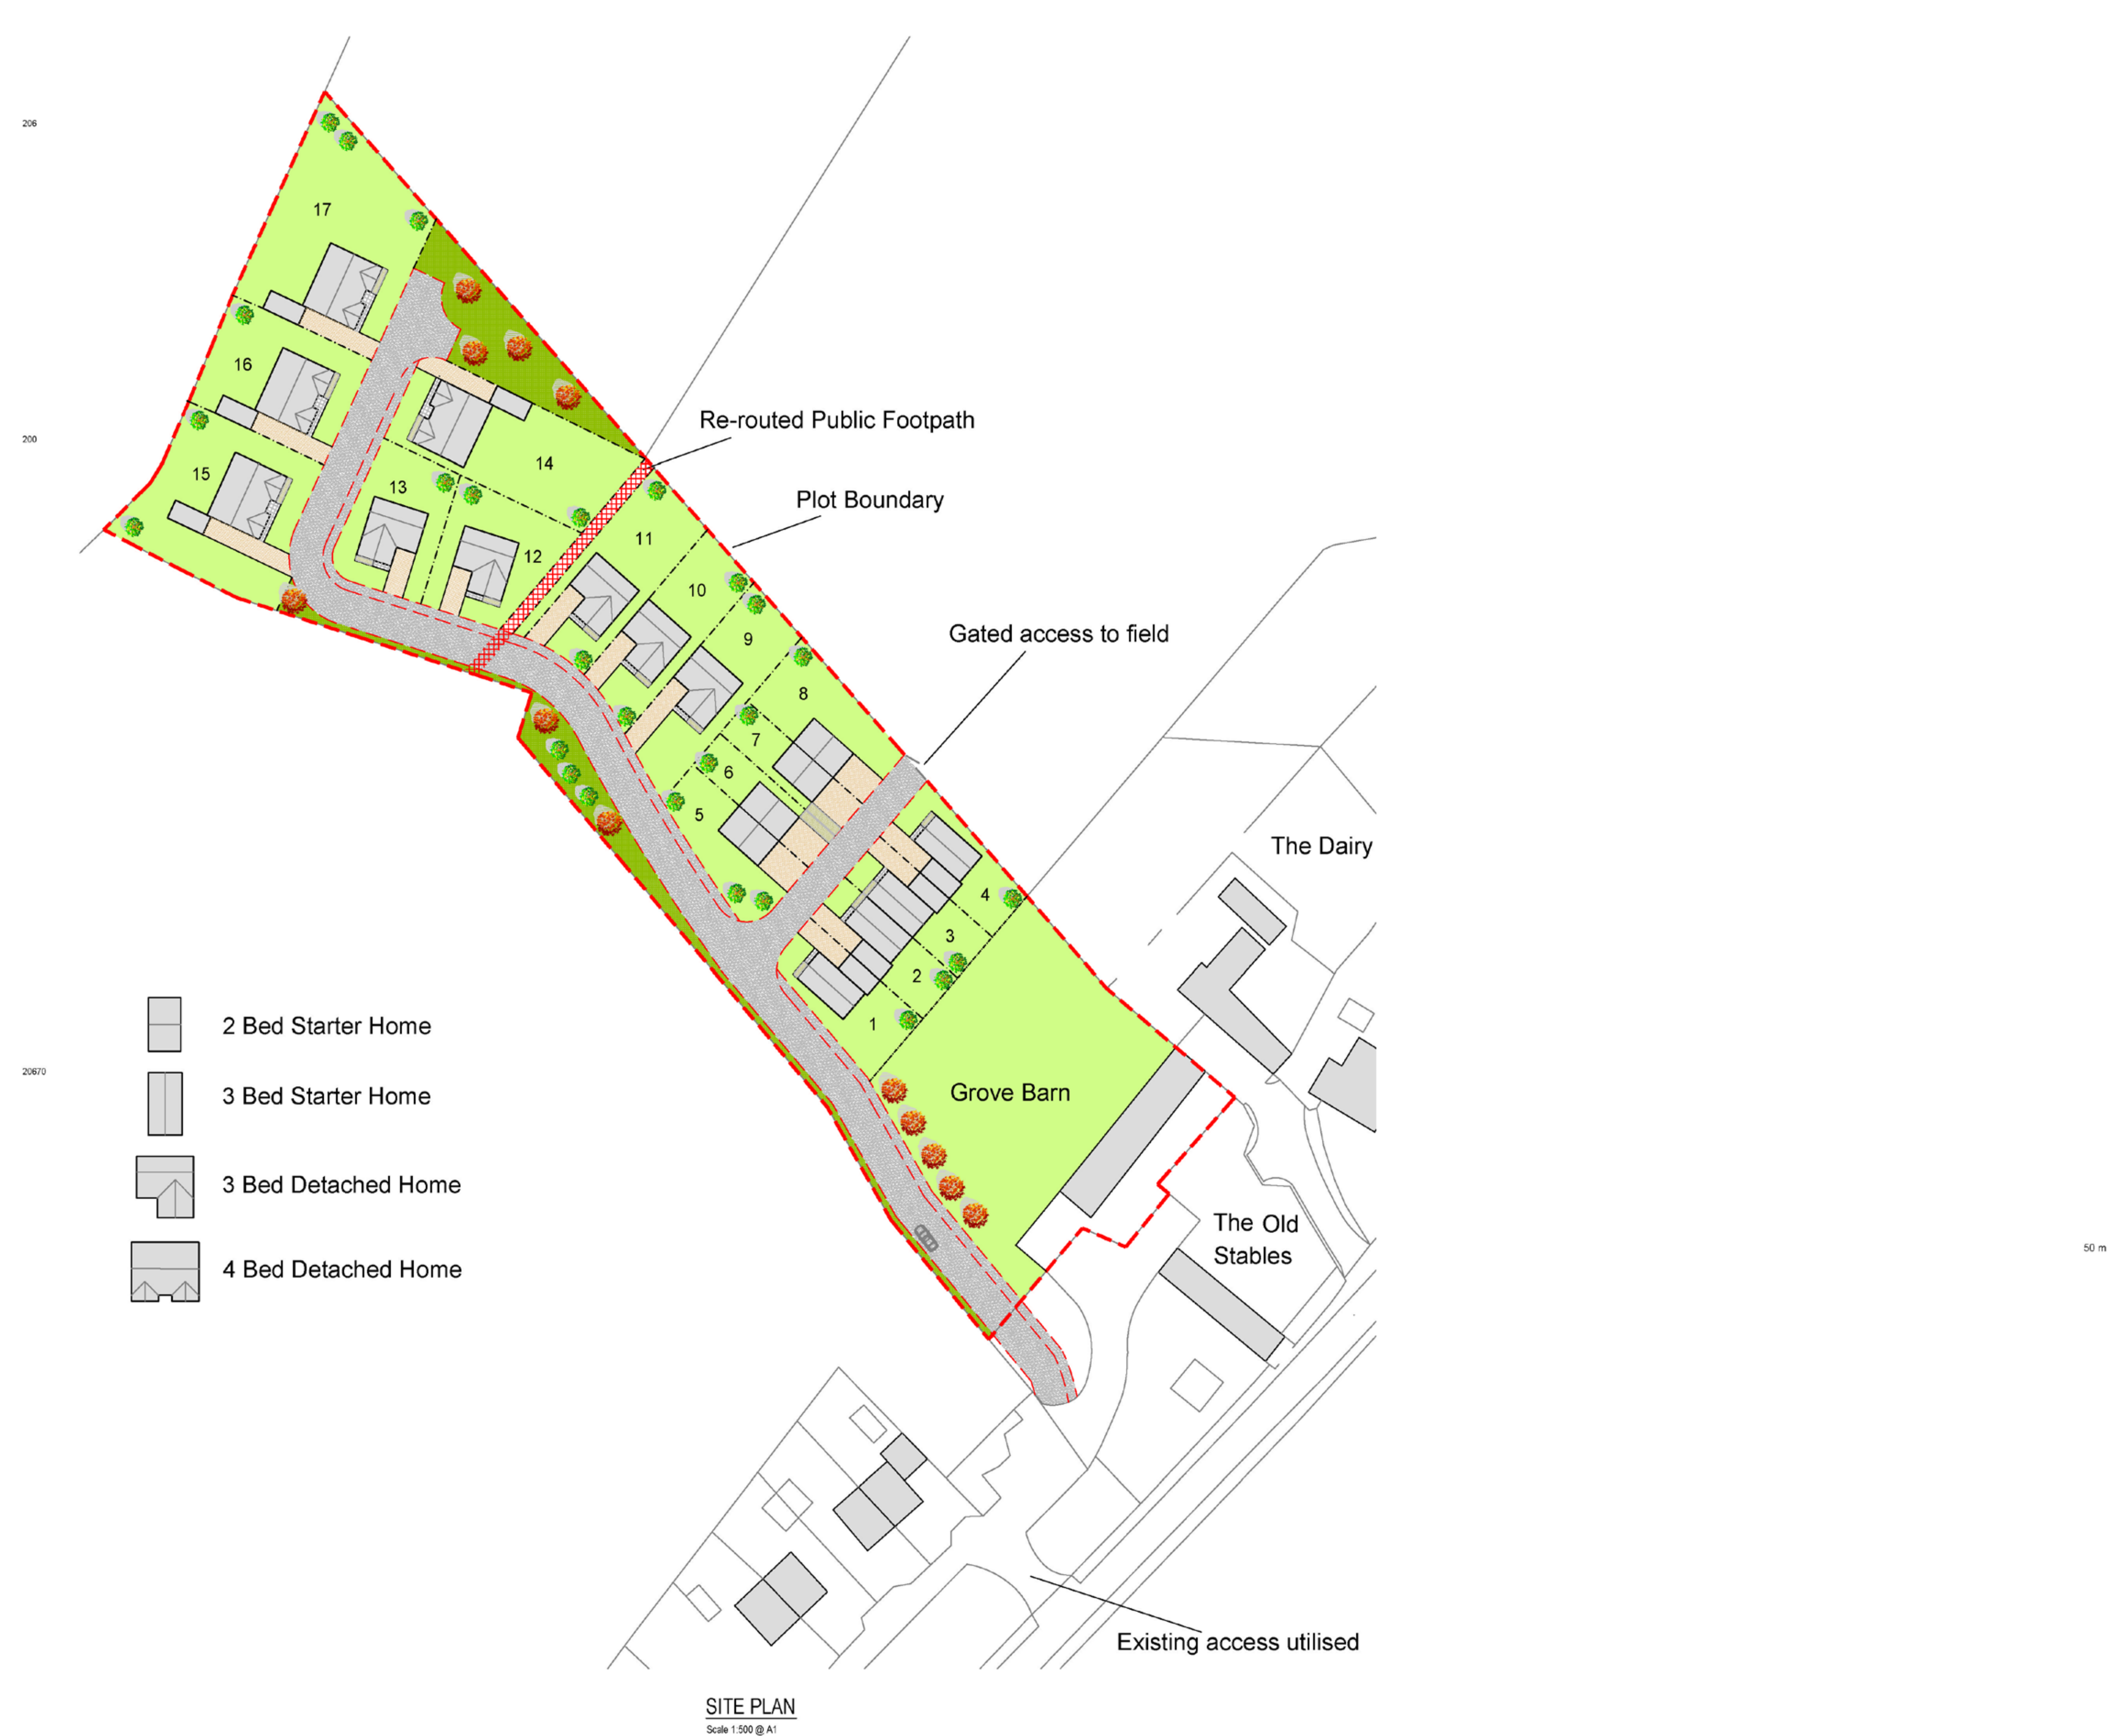 206
17
16
200
Re-routed Public Footpath
14
15
13
Plot Boundary
11
12
10
Gated access to field
9
8
7
6
5
The Dairy
4
3
2
1
2 Bed Starter Home
20670
3 Bed Starter Home
Grove Barn
3 Bed Detached Home
The Old
Stables
50 m
4 Bed Detached Home
Existing access utilised
SITE PLAN
Scale 1:500 @ A1